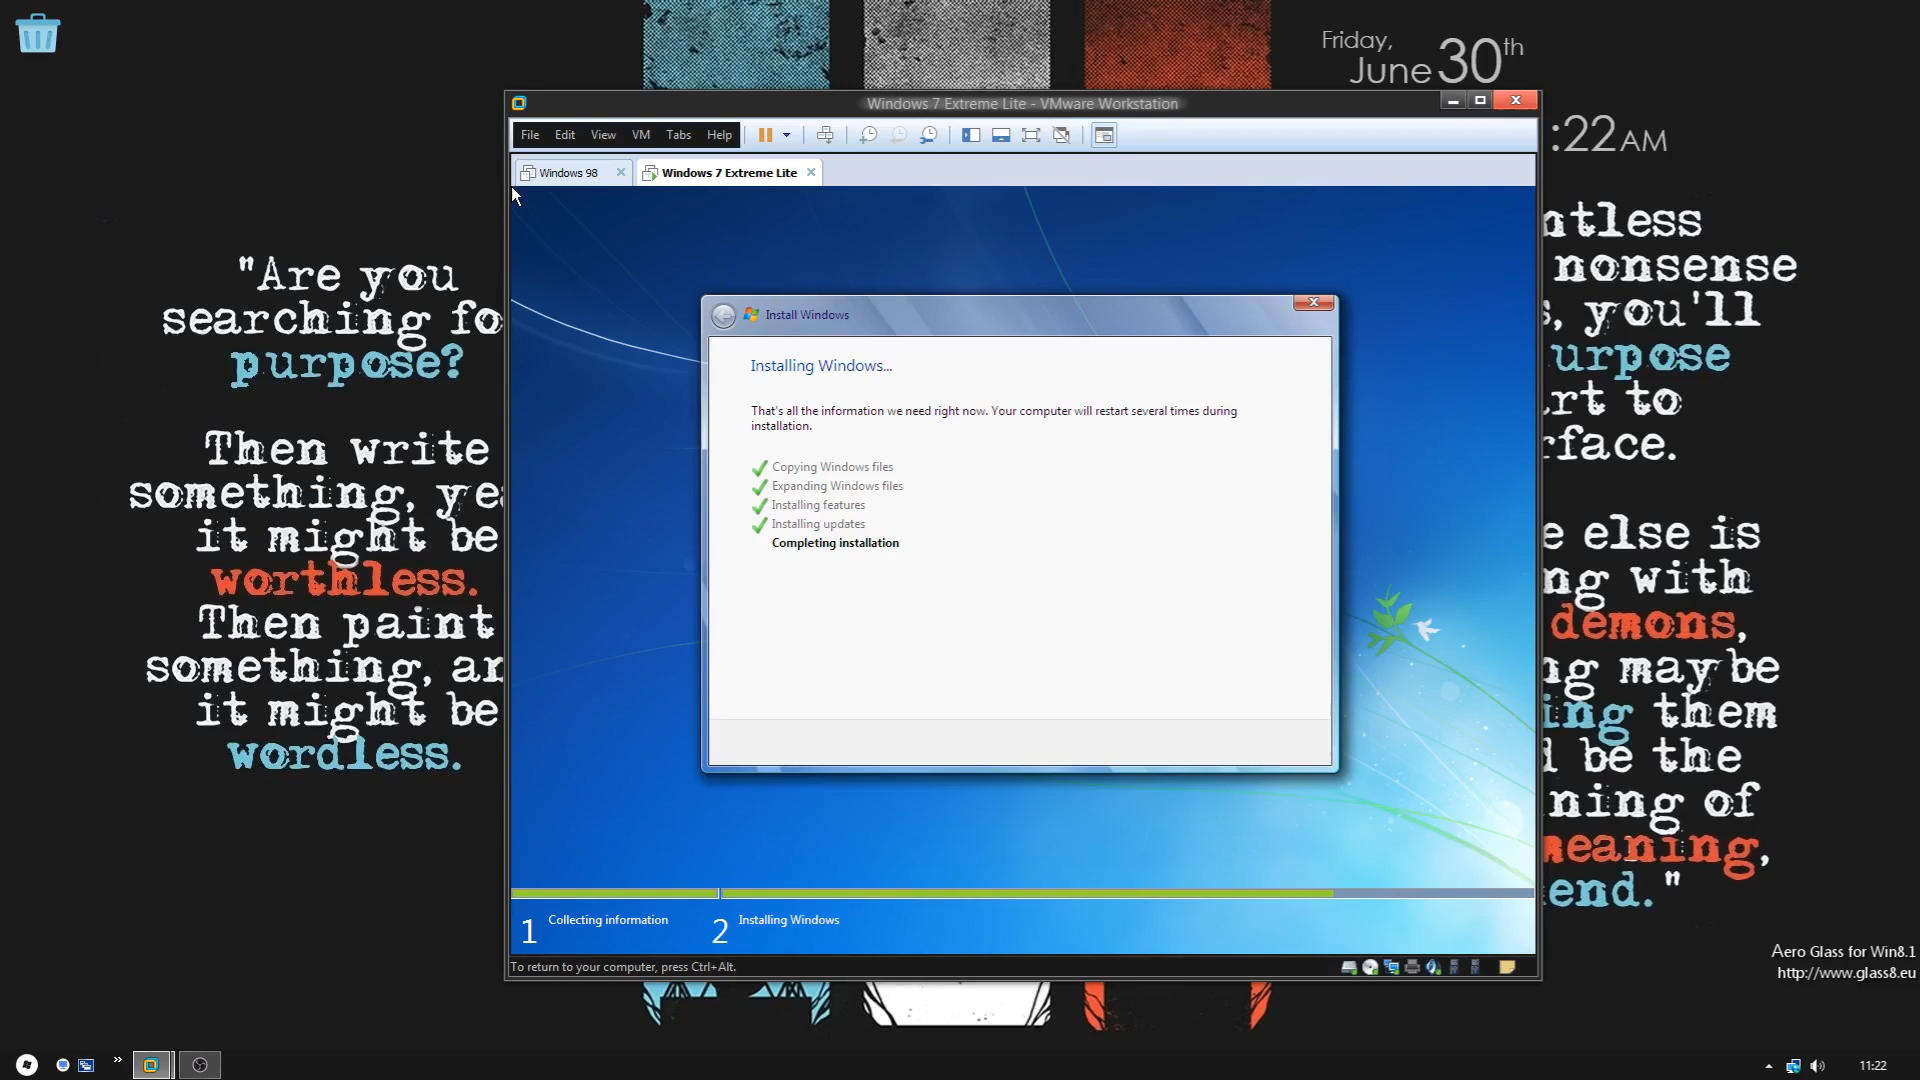 Friday,
June 30th
:22 AM
Windows 7 Extreme Lite - VMware Workstation
File Edit View VM Tabs Help
Windows 98
Windows 7 Extreme Lite
"Are you
searching fo
purpose?
Then write
something, ye
it might be
worthless.
Then paint
something, an
it might be
wordless.
Install Windows
Installing Windows...
That's all the information we need right now. Your computer will restart several times during
installation.
Copying Windows files
Expanding Windows files
Installing features
Installing updates
Completing installation
1 Collecting information
2 Installing Windows
To return to your computer, press Ctrl+Alt.
ntless
nonsense
s, you'll
urpose
rt to
rface.
e else is
ng with
demons,
ng may be
ing them
d be the
ning of
meaning,
end."
Aero Glass for Win8.1
http://www.glass8.eu
11:22